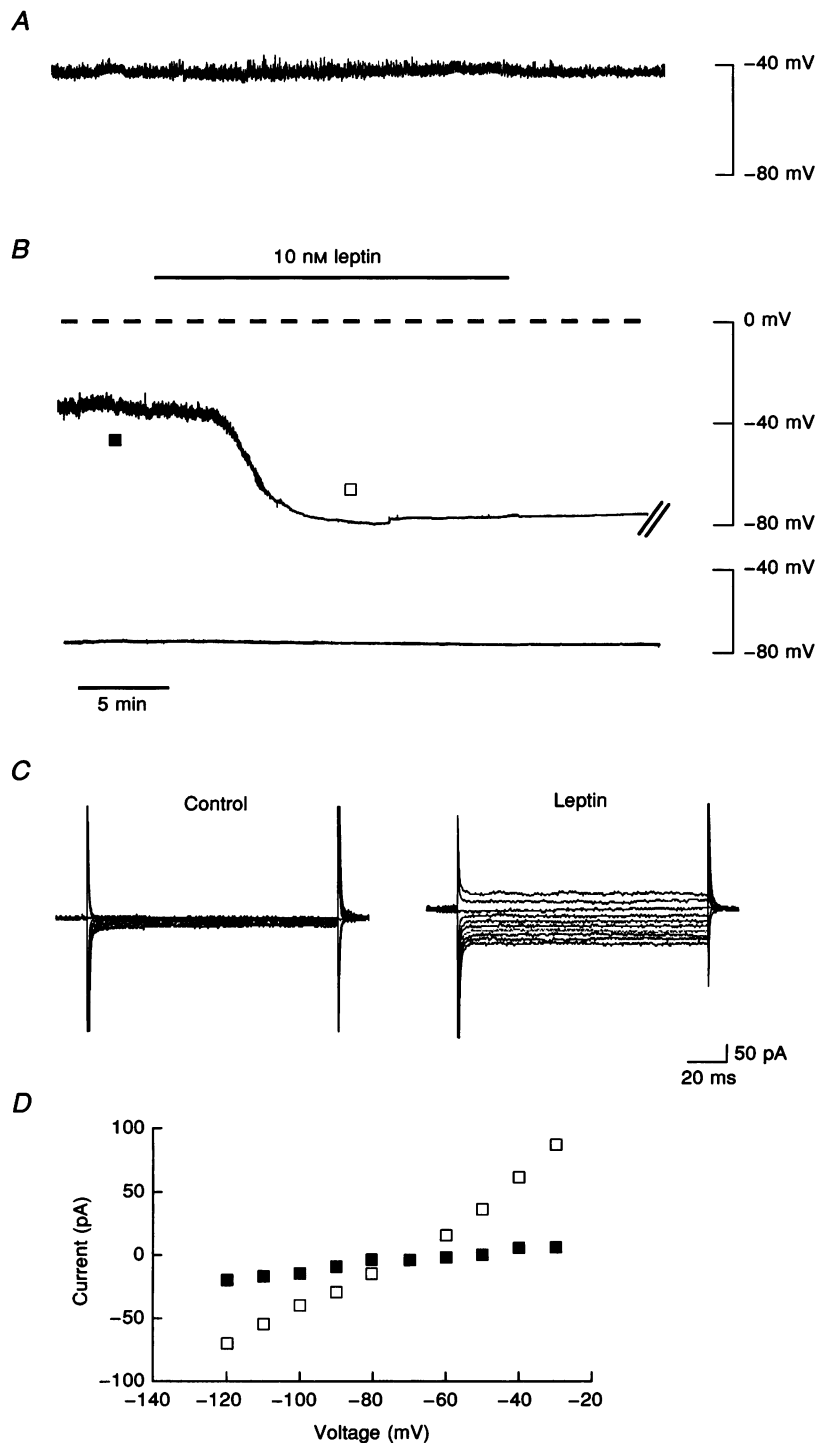 A
−40 mV
−80 mV
B
10 nM leptin
0 mV
−40 mV
−80 mV
−40 mV
−80 mV
5 min
C
Control
Leptin
50 pA
20 ms
D
100
50
0
−50
−100
Current (pA)
−140
−120
−100
−80
−60
−40
−20
Voltage (mV)